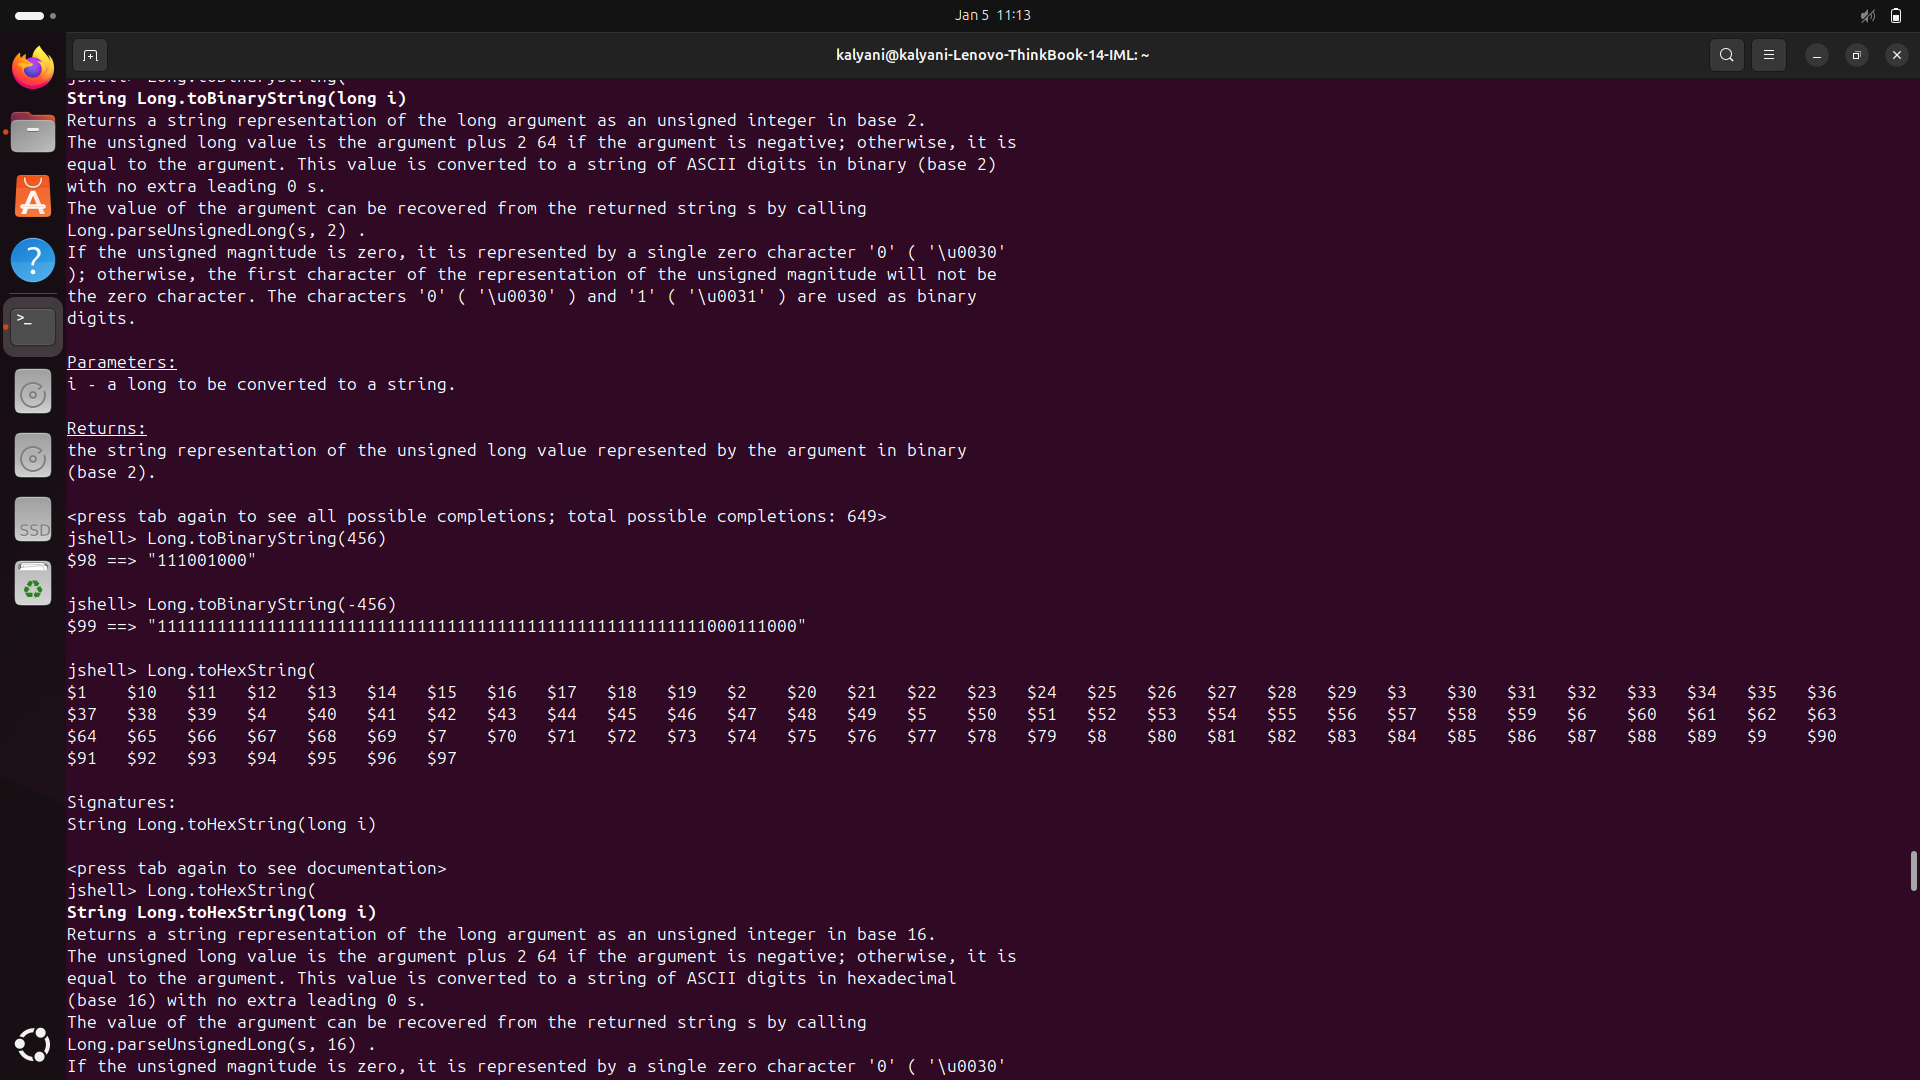 Jan 5 11:13
kalyani@kalyani-Lenovo-ThinkBook-14-IML: ~
jshell> Long.toBinaryString(
String Long.toBinaryString(long i)
Returns a string representation of the long argument as an unsigned integer in base 2.
The unsigned long value is the argument plus 2 64 if the argument is negative; otherwise, it is
equal to the argument. This value is converted to a string of ASCII digits in binary (base 2)
with no extra leading 0 s.
The value of the argument can be recovered from the returned string s by calling
Long.parseUnsignedLong(s, 2) .
If the unsigned magnitude is zero, it is represented by a single zero character '0' ( '\u0030'
); otherwise, the first character of the representation of the unsigned magnitude will not be
the zero character. The characters '0' ( '\u0030' ) and '1' ( '\u0031' ) are used as binary
digits.
Parameters:
i - a long to be converted to a string.
Returns:
the string representation of the unsigned long value represented by the argument in binary
(base 2).
<press tab again to see all possible completions; total possible completions: 649>
jshell> Long.toBinaryString(456)
$98 ==> "111001000"
jshell> Long.toBinaryString(-456)
$99 ==> "1111111111111111111111111111111111111111111111111111111000111000"
jshell> Long.toHexString(
$1 $10 $11 $12 $13 $14 $15 $16 $17 $18 $19 $2 $20 $21 $22 $23 $24 $25 $26 $27 $28 $29 $3 $30 $31 $32 $33 $34 $35 $36
$37 $38 $39 $4 $40 $41 $42 $43 $44 $45 $46 $47 $48 $49 $5 $50 $51 $52 $53 $54 $55 $56 $57 $58 $59 $6 $60 $61 $62 $63
$64 $65 $66 $67 $68 $69 $7 $70 $71 $72 $73 $74 $75 $76 $77 $78 $79 $8 $80 $81 $82 $83 $84 $85 $86 $87 $88 $89 $9 $90
$91 $92 $93 $94 $95 $96 $97
Signatures:
String Long.toHexString(long i)
<press tab again to see documentation>
jshell> Long.toHexString(
String Long.toHexString(long i)
Returns a string representation of the long argument as an unsigned integer in base 16.
The unsigned long value is the argument plus 2 64 if the argument is negative; otherwise, it is
equal to the argument. This value is converted to a string of ASCII digits in hexadecimal
(base 16) with no extra leading 0 s.
The value of the argument can be recovered from the returned string s by calling
Long.parseUnsignedLong(s, 16) .
If the unsigned magnitude is zero, it is represented by a single zero character '0' ( '\u0030'
SSD